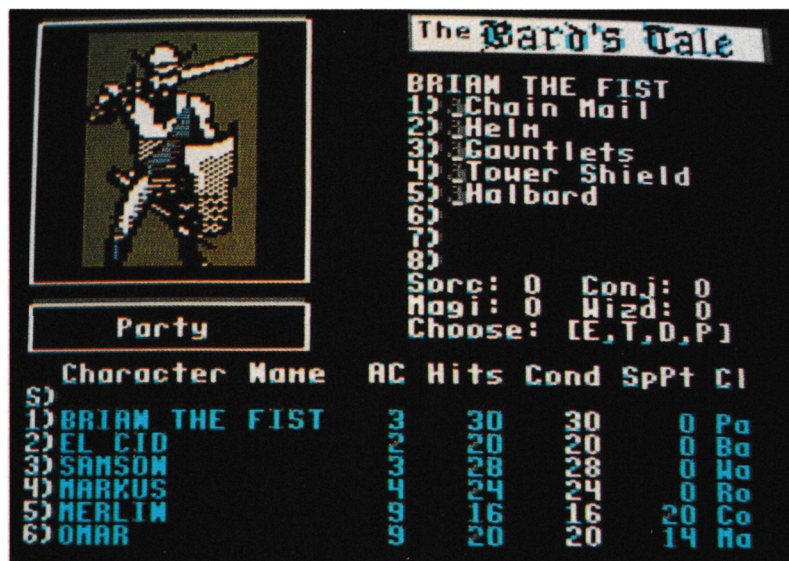 The Bard's Tale
BRIAN THE FIST
1) Chain Mail
2) Helm
3) Gauntlets
4) Tower Shield
5) Halbard
6)
7)
8)
Sorc: 0 Conj: 0
Magi: 0 Wizd: 0
Choose: [E,T,D,P]
Party
Character Name AC Hits Cond SpPt Cl
S)
1) BRIAN THE FIST 3 30 30 0 Pa
2) EL CID 2 20 20 0 Ba
3) SAMSON 3 28 28 0 Wa
4) MARKUS 4 24 24 0 Ro
5) MERLIN 9 16 16 20 Co
6) OMAR 9 20 20 14 Ma